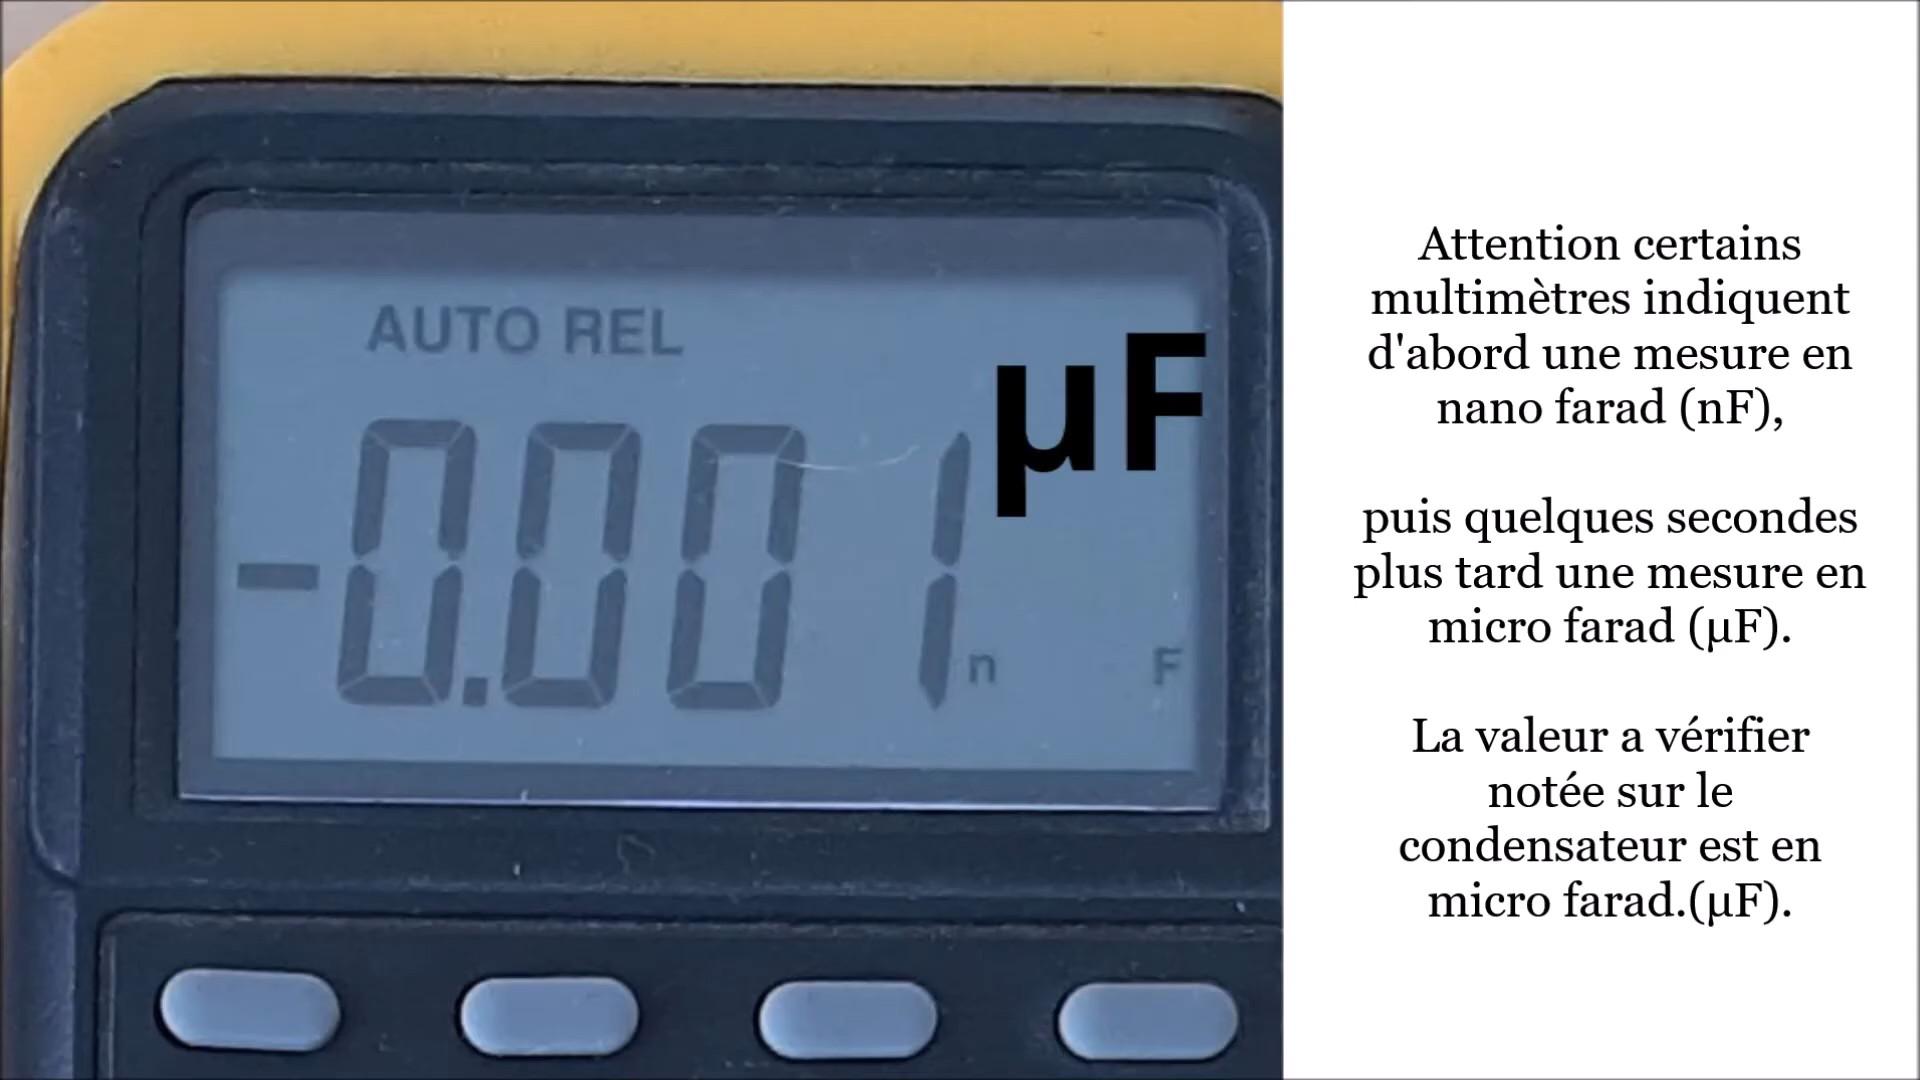 AUTO REL
µF
-0.001 n F
Attention certains
multimètres indiquent
d'abord une mesure en
nano farad (nF),
puis quelques secondes
plus tard une mesure en
micro farad (µF).
La valeur a vérifier
notée sur le
condensateur est en
micro farad.(µF).